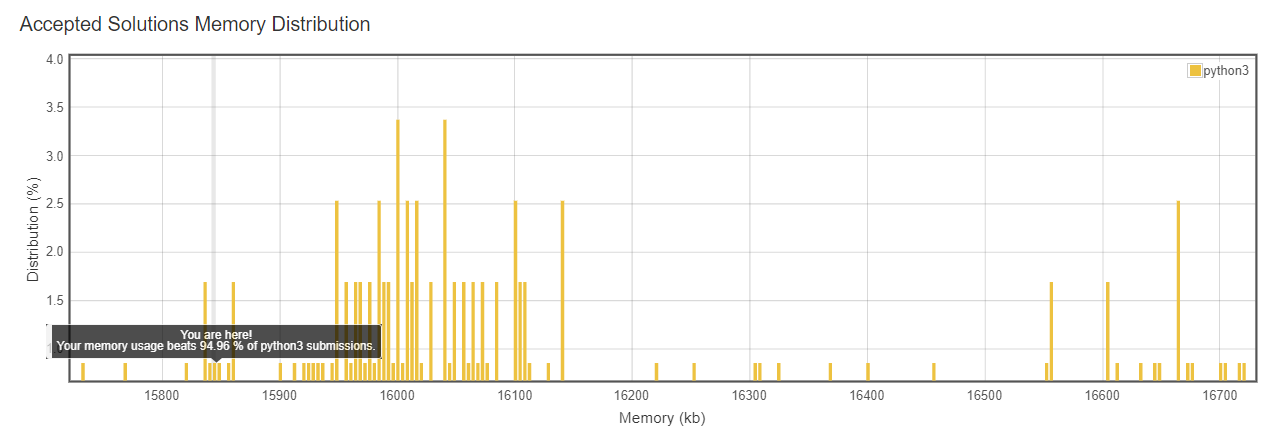 Accepted Solutions Memory Distribution
4.0
python3
3.5
3.0
2.5
2.0
1.5
Distribution (%)
You are here!
Your memory usage beats 94.96 % of python3 submissions.
15800 15900 16000 16100 16200 16300 16400 16500 16600 16700
Memory (kb)